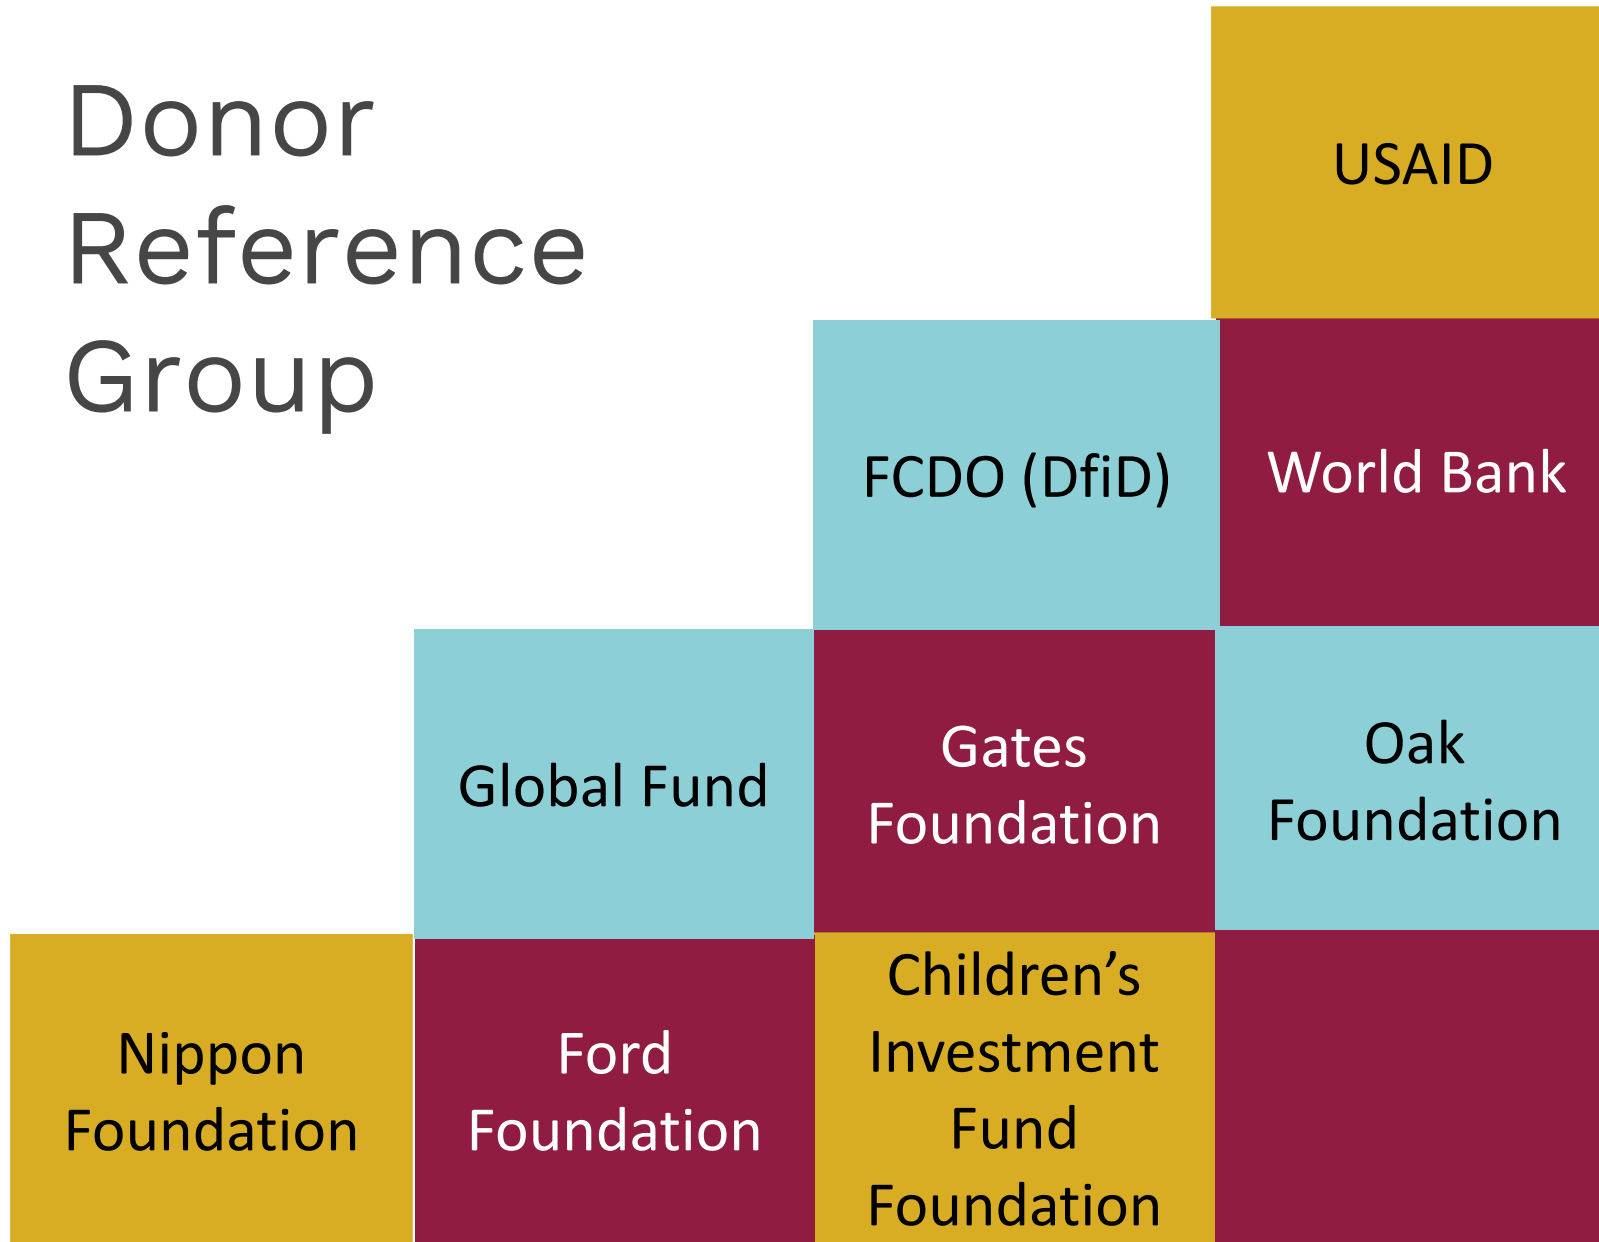 Donor
Reference
Group
USAID
FCDO (DfiD)
World Bank
Global Fund
Gates
Foundation
Oak
Foundation
Nippon
Foundation
Ford
Foundation
Children’s
Investment
Fund
Foundation